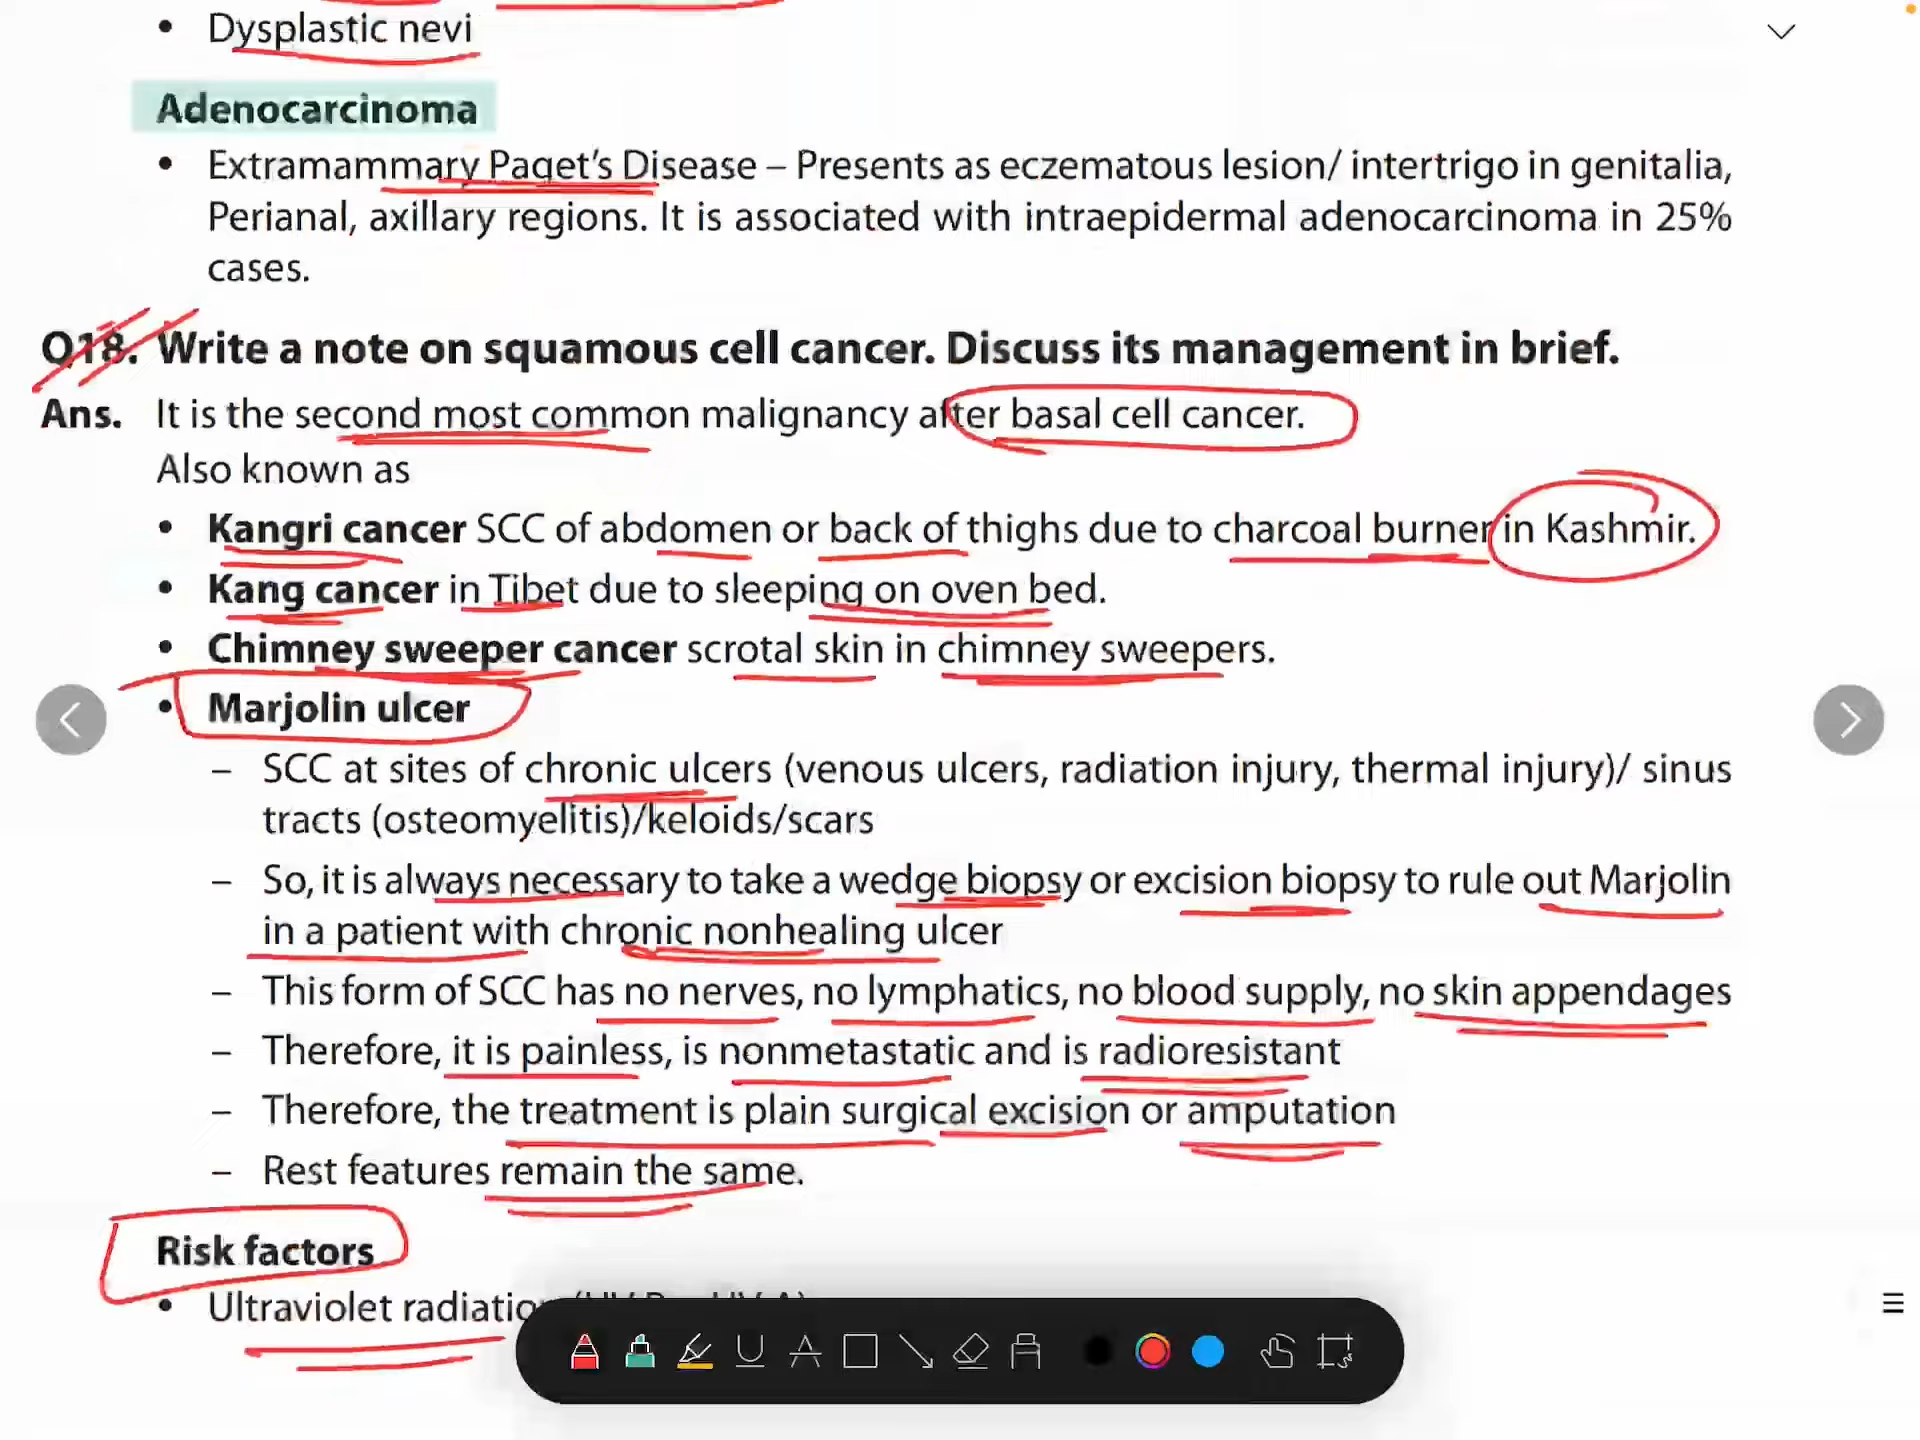 • Dysplastic nevi
Adenocarcinoma
• Extramammary Paget’s Disease – Presents as eczematous lesion/ intertrigo in genitalia,
Perianal, axillary regions. It is associated with intraepidermal adenocarcinoma in 25%
cases.
Q18. Write a note on squamous cell cancer. Discuss its management in brief.
Ans. It is the second most common malignancy after basal cell cancer.
Also known as
• Kangri cancer SCC of abdomen or back of thighs due to charcoal burner in Kashmir.
• Kang cancer in Tibet due to sleeping on oven bed.
• Chimney sweeper cancer scrotal skin in chimney sweepers.
• Marjolin ulcer
– SCC at sites of chronic ulcers (venous ulcers, radiation injury, thermal injury)/ sinus
tracts (osteomyelitis)/keloids/scars
– So, it is always necessary to take a wedge biopsy or excision biopsy to rule out Marjolin
in a patient with chronic nonhealing ulcer
– This form of SCC has no nerves, no lymphatics, no blood supply, no skin appendages
– Therefore, it is painless, is nonmetastatic and is radioresistant
– Therefore, the treatment is plain surgical excision or amputation
– Rest features remain the same.
Risk factors
• Ultraviolet radiation